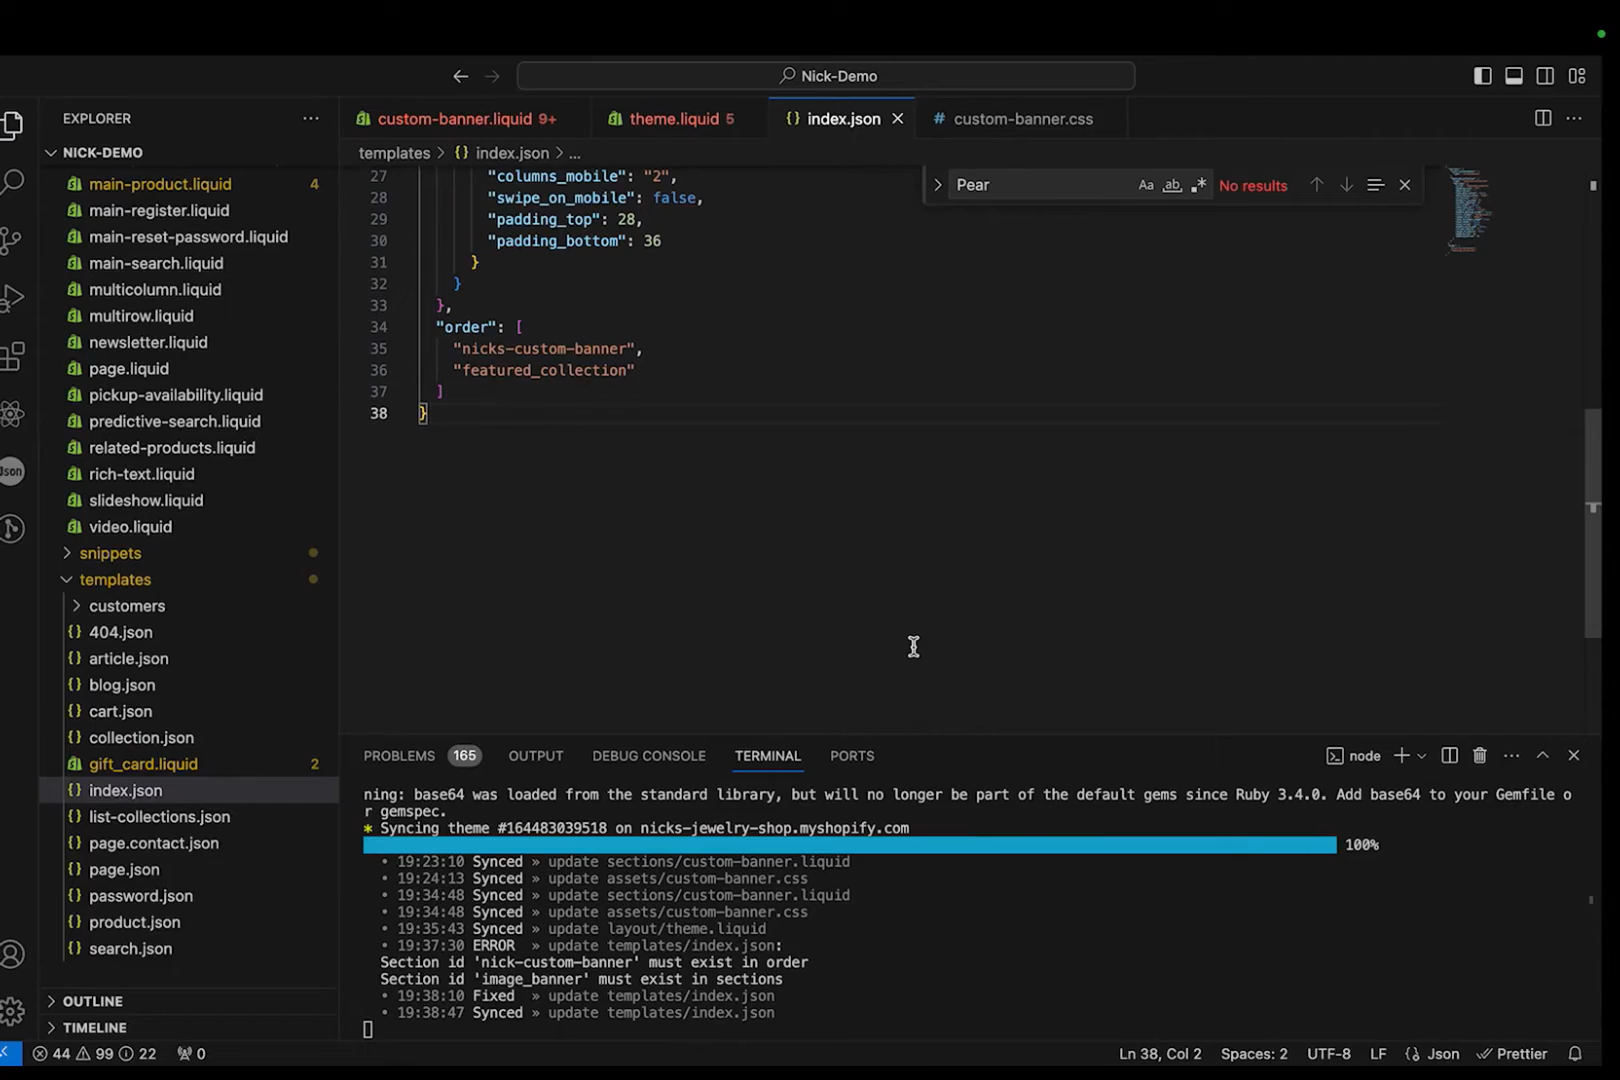 Nick-Demo
EXPLORER
custom-banner.liquid 9+
theme.liquid 5
index.json
custom-banner.css
NICK-DEMO
templates > index.json > ...
main-product.liquid 4
main-register.liquid
main-reset-password.liquid
main-search.liquid
multicolumn.liquid
multirow.liquid
newsletter.liquid
page.liquid
pickup-availability.liquid
predictive-search.liquid
related-products.liquid
rich-text.liquid
slideshow.liquid
video.liquid
snippets
templates
customers
404.json
article.json
blog.json
cart.json
collection.json
gift_card.liquid 2
index.json
list-collections.json
page.contact.json
page.json
password.json
product.json
search.json
OUTLINE
TIMELINE
Json
Pear Aa ab No results
27 "columns_mobile": "2",
28 "swipe_on_mobile": false,
29 "padding_top": 28,
30 "padding_bottom": 36
31 }
32 }
33 },
34 "order": [
35 "nicks-custom-banner",
36 "featured_collection"
37 ]
38 }
PROBLEMS 165 OUTPUT DEBUG CONSOLE TERMINAL PORTS
node
ning: base64 was loaded from the standard library, but will no longer be part of the default gems since Ruby 3.4.0. Add base64 to your Gemfile o
r gemspec.
* Syncing theme #164483039518 on nicks-jewelry-shop.myshopify.com
100%
• 19:23:10 Synced » update sections/custom-banner.liquid
• 19:24:13 Synced » update assets/custom-banner.css
• 19:34:48 Synced » update sections/custom-banner.liquid
• 19:34:48 Synced » update assets/custom-banner.css
• 19:35:43 Synced » update layout/theme.liquid
• 19:37:30 ERROR » update templates/index.json:
Section id 'nick-custom-banner' must exist in order
Section id 'image_banner' must exist in sections
• 19:38:10 Fixed » update templates/index.json
• 19:38:47 Synced » update templates/index.json
44 99 22 0
Ln 38, Col 2 Spaces: 2 UTF-8 LF {} Json Prettier